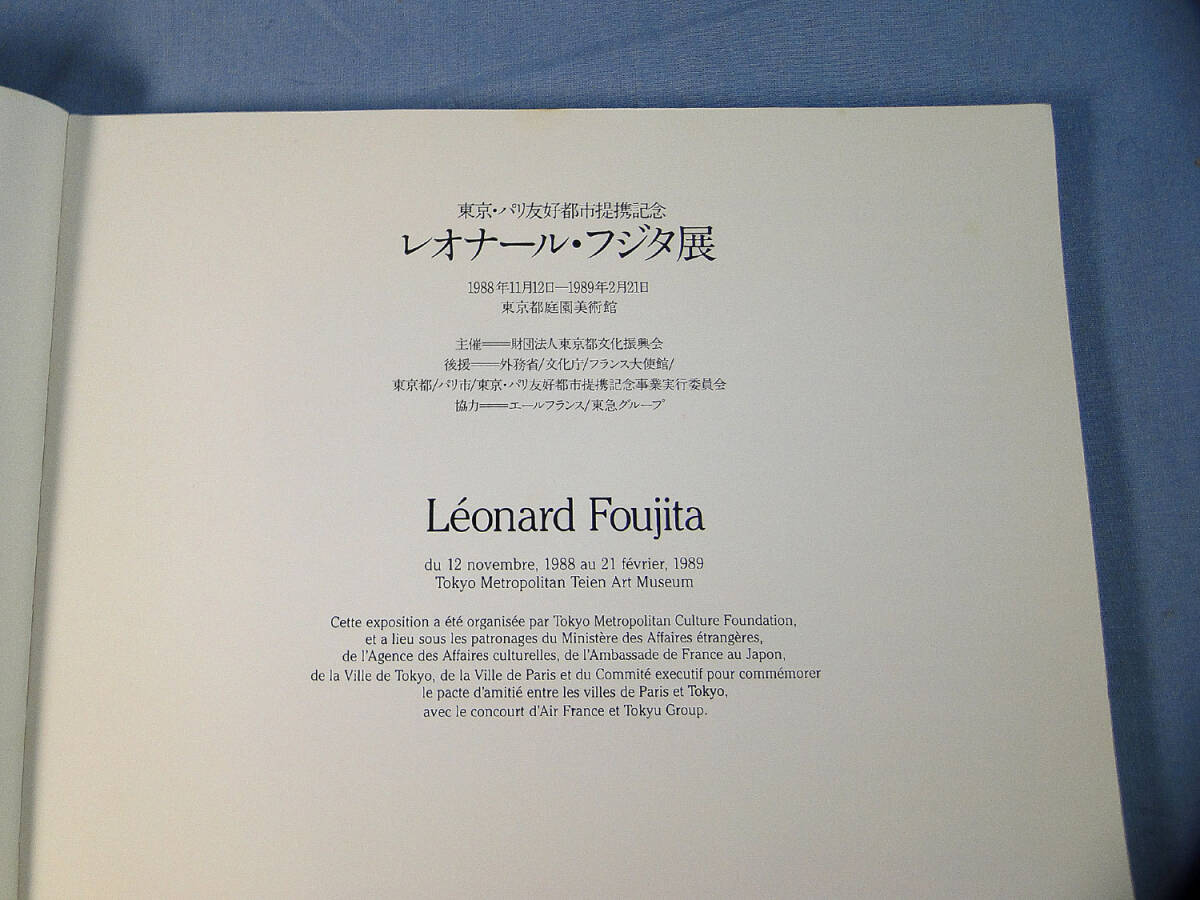 東京・パリ友好都市提携記念
レオナール・フジタ展
1988年11月12日―1989年2月21日
東京都庭園美術館
主催══財団法人東京都文化振興会
後援══外務省/文化庁/フランス大使館/
東京都/パリ市/東京・パリ友好都市提携記念事業実行委員会
協力══エールフランス/東急グループ
Léonard Foujita
du 12 novembre, 1988 au 21 février, 1989
Tokyo Metropolitan Teien Art Museum
Cette exposition a été organisée par Tokyo Metropolitan Culture Foundation,
et a lieu sous les patronages du Ministère des Affaires étrangères,
de l'Agence des Affaires culturelles, de l'Ambassade de France au Japon,
de la Ville de Tokyo, de la Ville de Paris et du Commité executif pour commémorer
le pacte d'amitié entre les villes de Paris et Tokyo,
avec le concourt d'Air France et Tokyu Group.